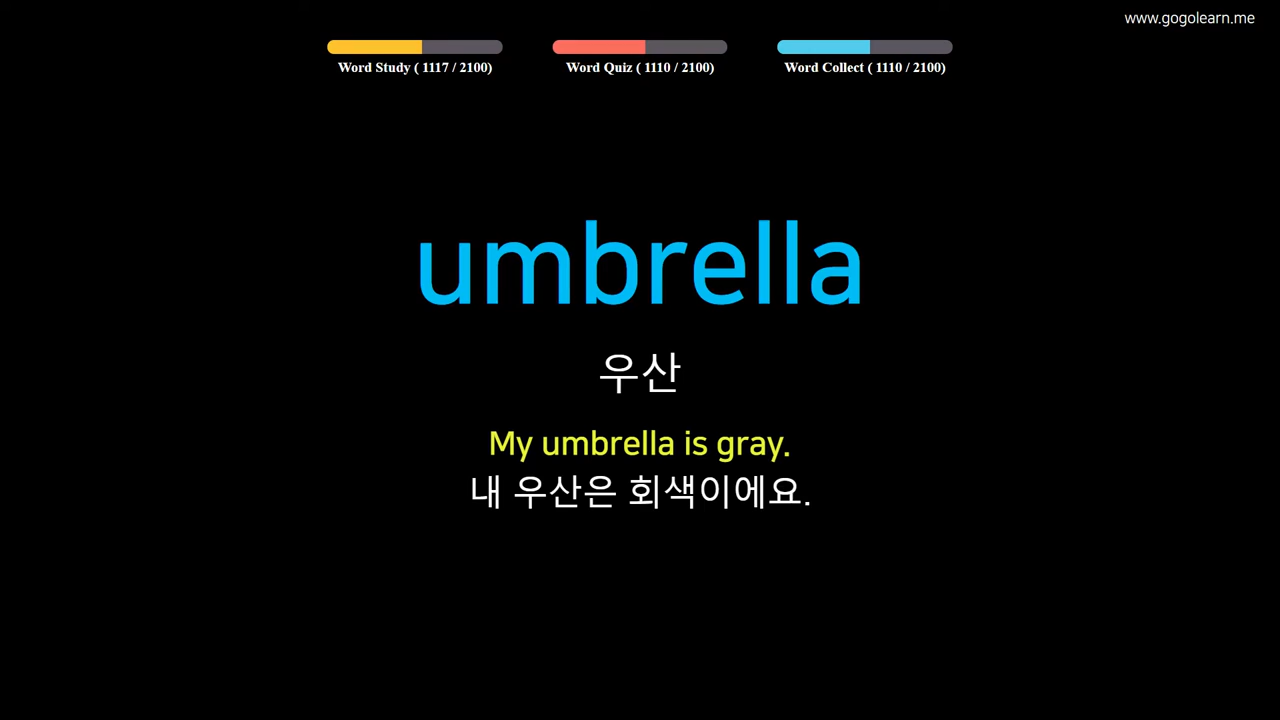 www.gogolearn.me
Word Study ( 1117 / 2100) Word Quiz ( 1110 / 2100) Word Collect ( 1110 / 2100)
umbrella
우산
My umbrella is gray.
내 우산은 회색이에요.